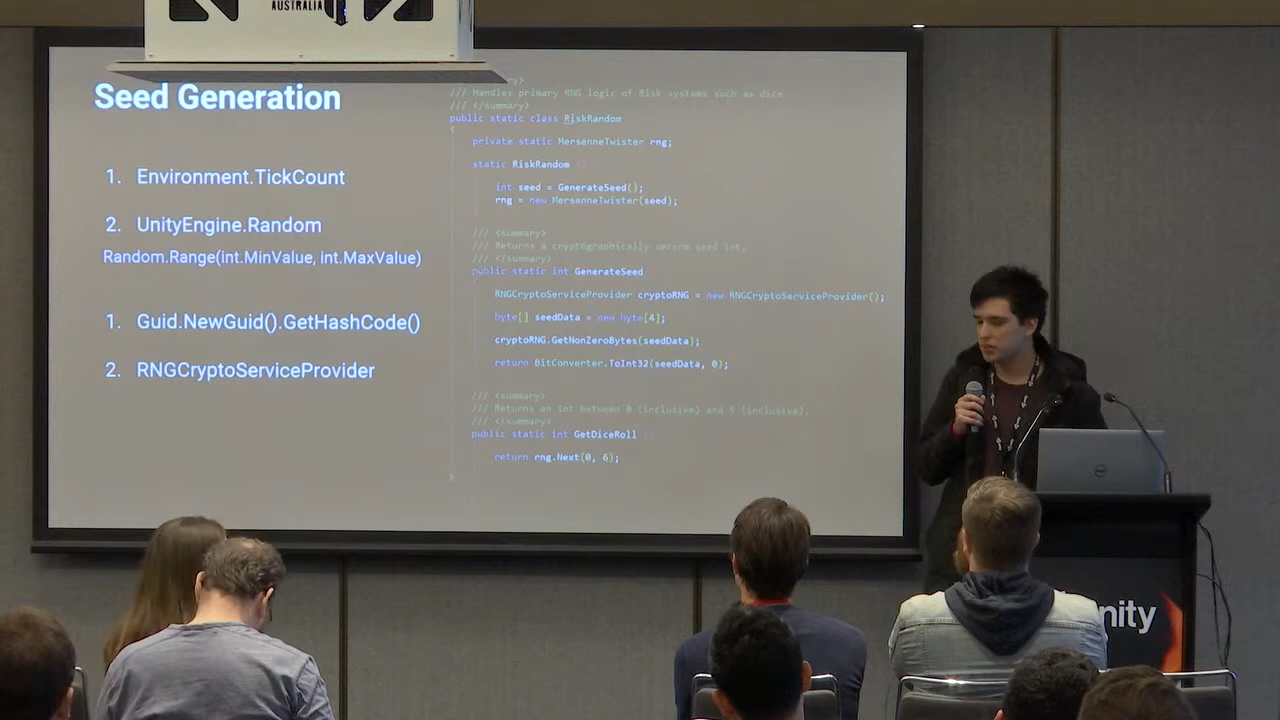 AUSTRALIA
Seed Generation
1. Environment.TickCount
2. UnityEngine.Random
Random.Range(int.MinValue, int.MaxValue)
1. Guid.NewGuid().GetHashCode()
2. RNGCryptoServiceProvider
/// Handles primary RNG logic of Risk systems such as dice
/// </summary>
public static class RiskRandom
{
private static MersenneTwister rng;
static RiskRandom
int seed = GenerateSeed();
rng = new MersenneTwister(seed);
/// <summary>
/// Returns a cryptographically secure seed int.
/// </summary>
public static int GenerateSeed
RNGCryptoServiceProvider cryptoRNG = new RNGCryptoServiceProvider();
byte[] seedData = new byte[4];
cryptoRNG.GetNonZeroBytes(seedData);
return BitConverter.ToInt32(seedData, 0);
/// <summary>
/// Returns an int between 0 (inclusive) and 5 (inclusive).
/// </summary>
public static int GetDiceRoll
return rng.Next(0, 6);
}
nity